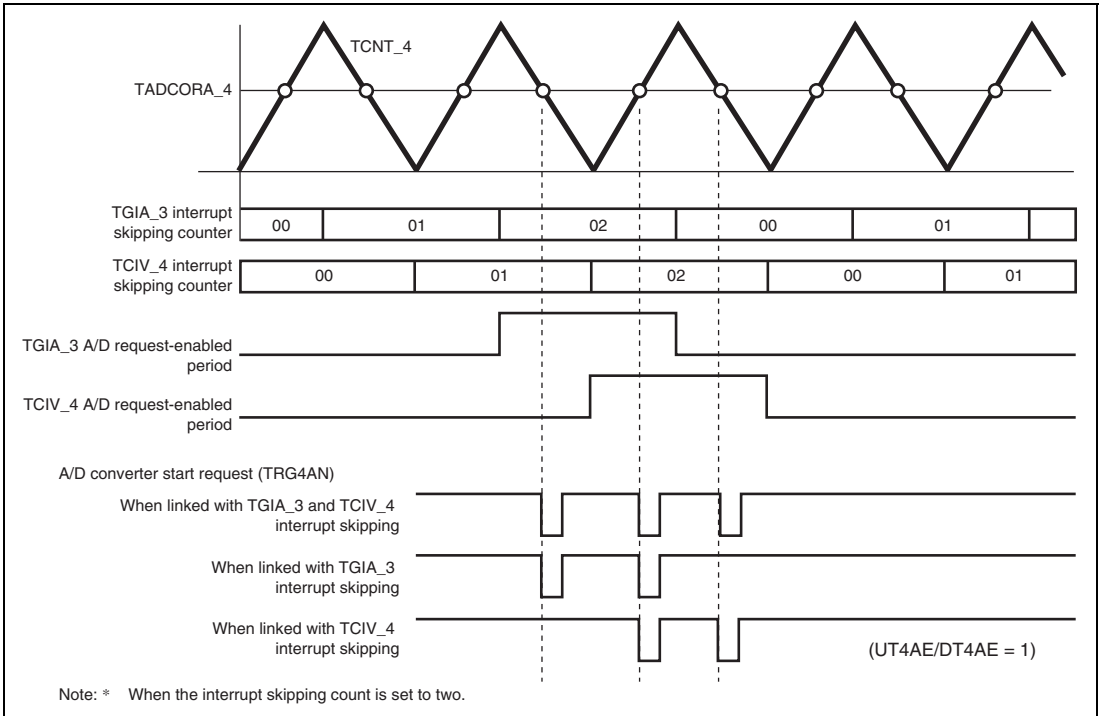 TCNT_4
TADCORA_4
TGIA_3 interrupt
skipping counter
00 01 02 00 01
TCIV_4 interrupt
skipping counter
00 01 02 00 01
TGIA_3 A/D request-enabled
period
TCIV_4 A/D request-enabled
period
A/D converter start request (TRG4AN)
When linked with TGIA_3 and TCIV_4
interrupt skipping
When linked with TGIA_3
interrupt skipping
When linked with TCIV_4
interrupt skipping
(UT4AE/DT4AE = 1)
Note: * When the interrupt skipping count is set to two.